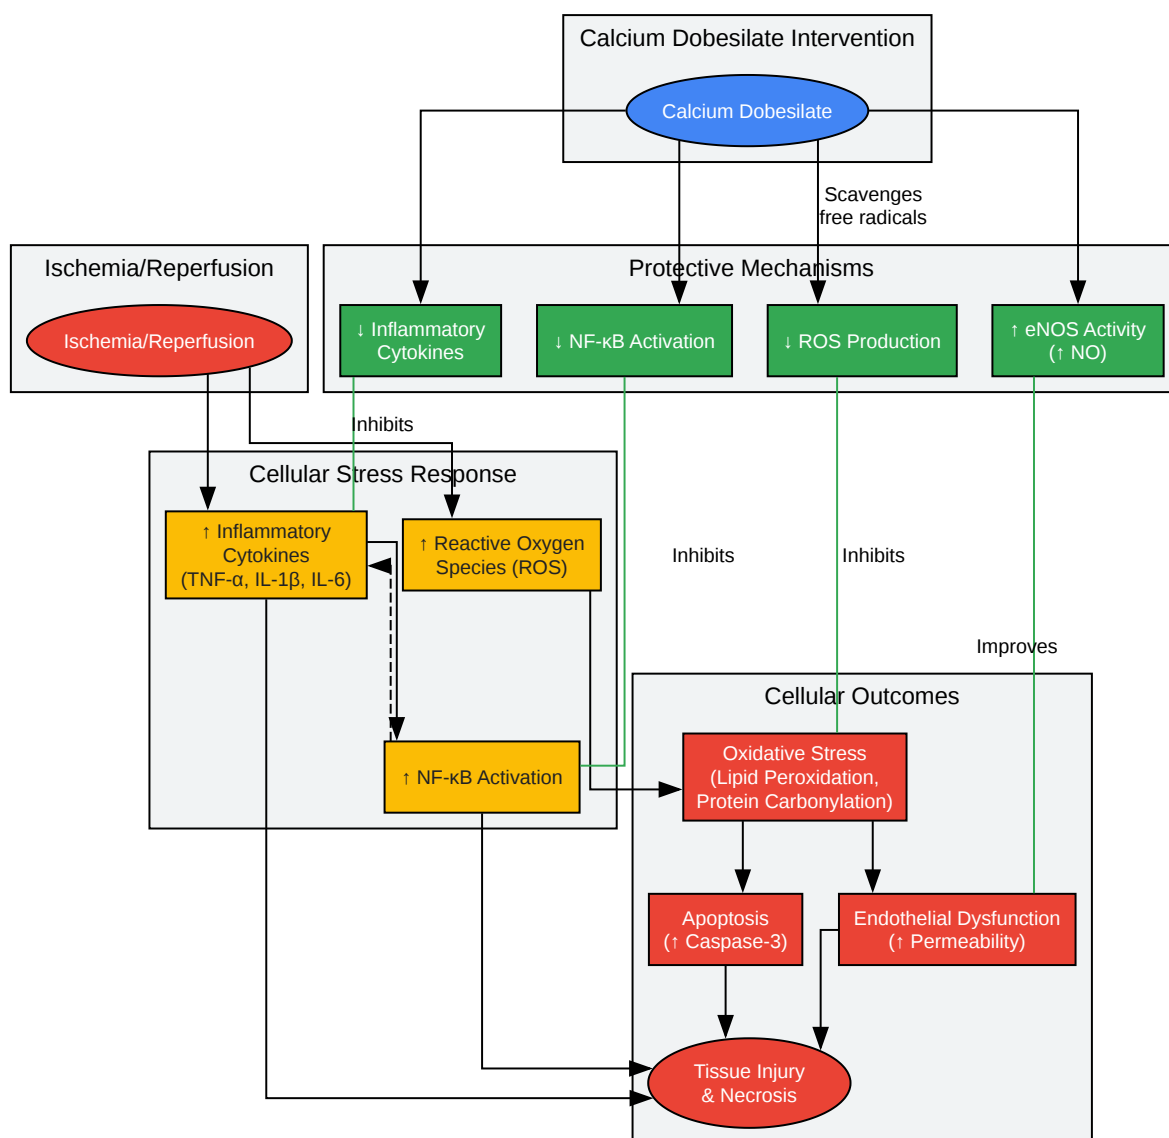 Calcium Dobesilate Intervention
Calcium Dobesilate
Scavenges
free radicals
Ischemia/Reperfusion
Protective Mechanisms
Ischemia/Reperfusion
↓ Inflammatory
Cytokines
↓ NF-κB Activation
↓ ROS Production
↑ eNOS Activity
(↑ NO)
Inhibits
Cellular Stress Response
↑ Inflammatory
Cytokines
(TNF-α, IL-1β, IL-6)
↑ Reactive Oxygen
Species (ROS)
Inhibits
Inhibits
Improves
Cellular Outcomes
↑ NF-κB Activation
Oxidative Stress
(Lipid Peroxidation,
Protein Carbonylation)
Apoptosis
(↑ Caspase-3)
Endothelial Dysfunction
(↑ Permeability)
Tissue Injury
& Necrosis